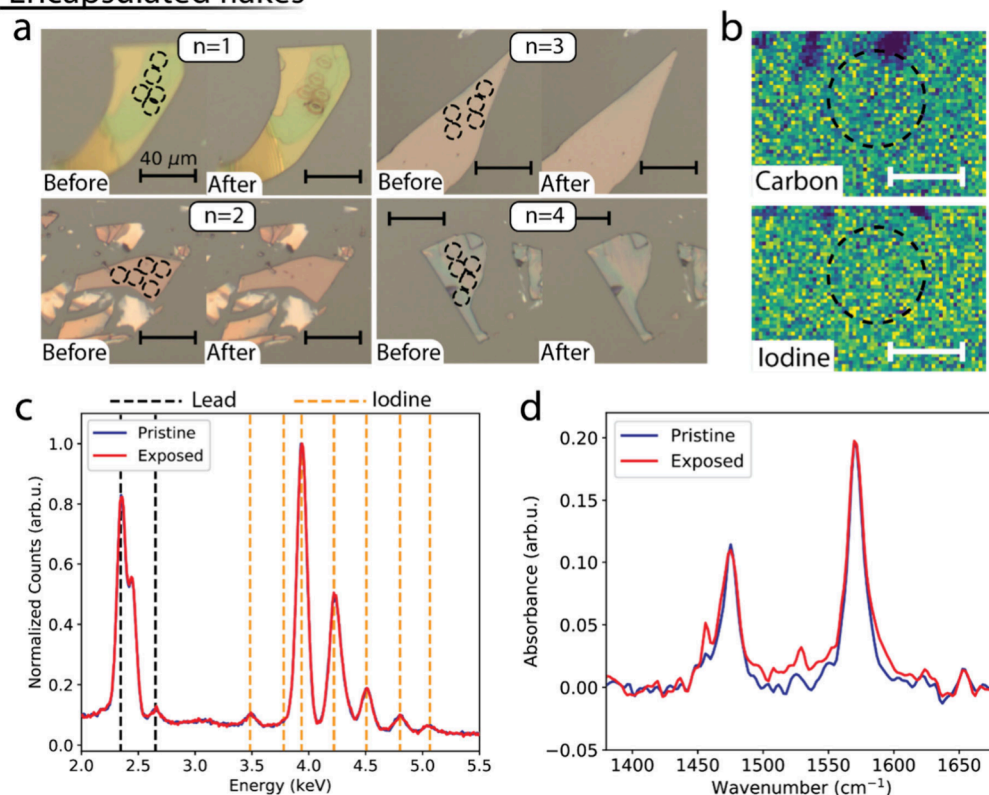 Encapsulated flakes
a
n=1
n=3
40 µm
Before
After
Before
After
n=2
n=4
Before
After
Before
After
b
Carbon
Iodine
c
Lead
Iodine
Pristine
Exposed
Normalized Counts (arb.u.)
1.0
0.8
0.6
0.4
0.2
0.0
2.0 2.5 3.0 3.5 4.0 4.5 5.0 5.5
Energy (keV)
d
Pristine
Exposed
Absorbance (arb.u.)
0.20
0.15
0.10
0.05
0.00
−0.05
1400 1450 1500 1550 1600 1650
Wavenumber (cm⁻¹)